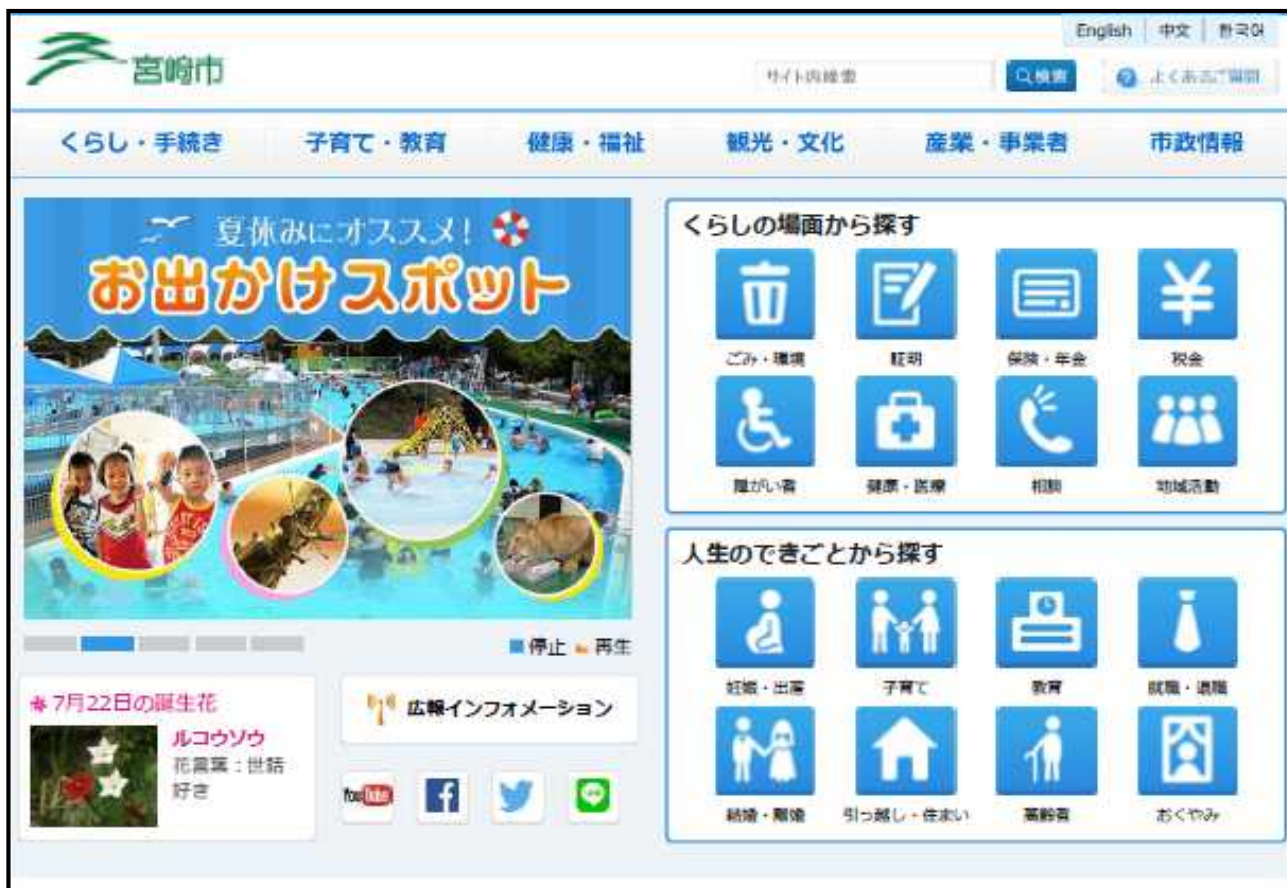 English 中文 한국어
宮崎市
サイト内検索 検索 よくあるご質問
くらし・手続き 子育て・教育 健康・福祉 観光・文化 産業・事業者 市政情報
夏休みにオススメ!
お出かけスポット
停止 再生
7月22日の誕生花
ルコウソウ
花言葉:世話
好き
広報インフォメーション
YouTube
くらしの場面から探す
ごみ・環境 証明 保険・年金 税金
障がい者 健康・医療 相談 地域活動
人生のできごとから探す
妊娠・出産 子育て 教育 就職・退職
結婚・離婚 引っ越し・住まい 高齢者 おくやみ